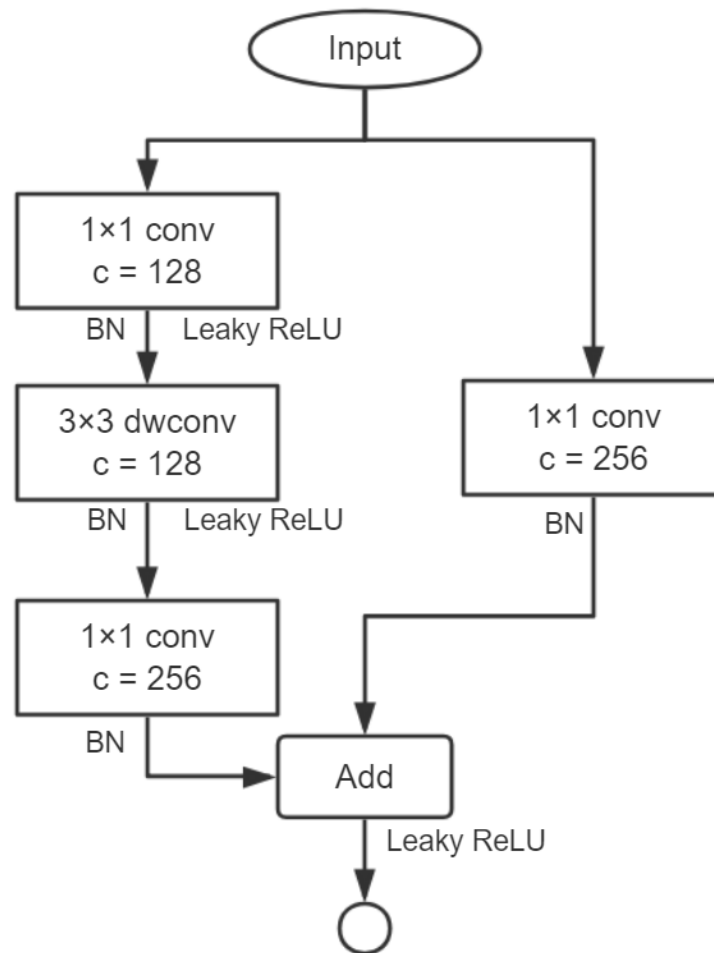 Input
1×1 conv
c = 128
BN Leaky ReLU
3×3 dwconv
c = 128
BN Leaky ReLU
1×1 conv
c = 256
BN
1×1 conv
c = 256
BN
Add
Leaky ReLU